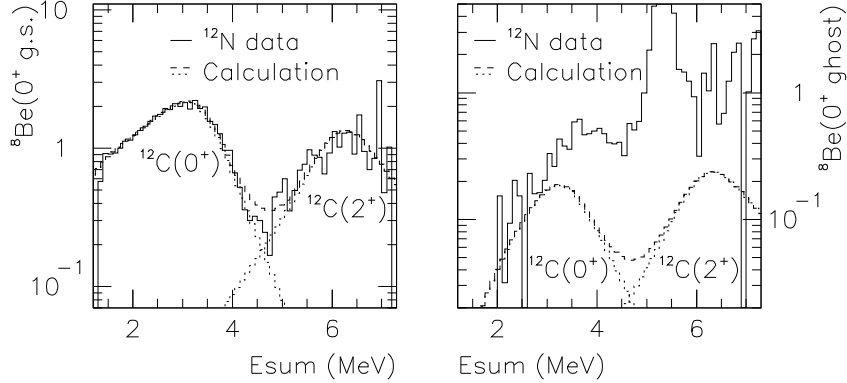 10
1
10⁻¹
⁸Be(0⁺ g.s.)
¹²N data
Calculation
¹²C(0⁺)
¹²C(2⁺)
2
4
6
Esum (MeV)
¹²N data
Calculation
¹²C(0⁺)
¹²C(2⁺)
1
10⁻¹
⁸Be(0⁺ ghost)
2
4
6
Esum (MeV)